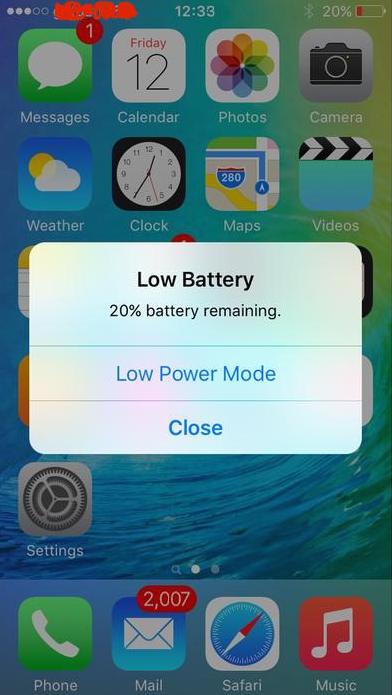 12:33
20%
1
Friday
12
Messages
Calendar
Photos
Camera
280
Weather
Clock
Maps
Videos
Low Battery
20% battery remaining.
Low Power Mode
Close
Settings
2,007
Phone
Mail
Safari
Music